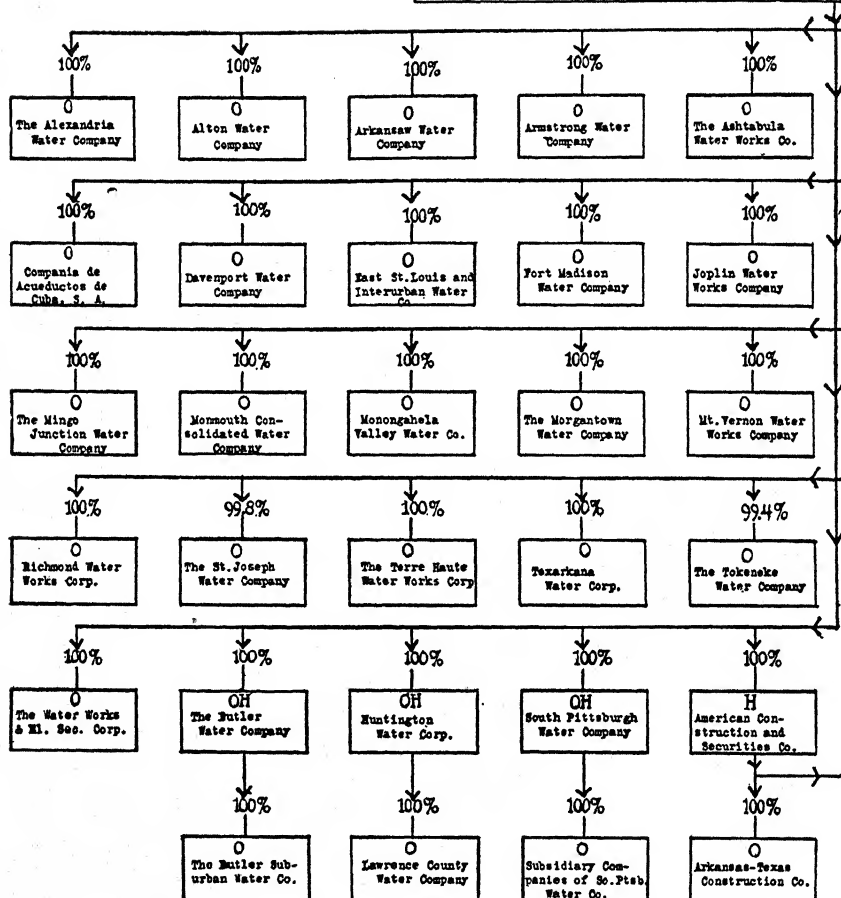 100% 100% 100% 100% 100%
O O O O O
The Alexandria
Water Company
Alton Water
Company
Arkansaw Water
Company
Armstrong Water
Company
The Ashtabula
Water Works Co.
100% 100% 100% 100% 100%
O O O O O
Compania de
Acueductos de
Cuba, S. A.
Davenport Water
Company
East St.Louis and
Interurban Water
Co
Fort Madison
Water Company
Joplin Water
Works Company
100% 100% 100% 100% 100%
O O O O O
The Mingo
Junction Water
Company
Monmouth Con-
solidated Water
Company
Monongahela
Valley Water Co.
The Morgantown
Water Company
Mt.Vernon Water
Works Company
100% 99.8% 100% 100% 99.4%
O O O O O
Richmond Water
Works Corp.
The St.Joseph
Water Company
The Terre Haute
Water Works Corp
Texarkana
Water Corp.
The Tokeneke
Water Company
100% 100% 100% 100% 100%
O OH OH OH H
The Water Works
& El. Sec. Corp.
The Butler
Water Company
Huntington
Water Corp.
South Pittsburgh
Water Company
American Con-
struction and
Securities Co.
100% 100% 100% 100%
O O O O
The Butler Sub-
urban Water Co.
Lawrence County
Water Company
Subsidiary Com-
panies of So.Ptsb.
Water Co.
Arkansas-Texas
Construction Co.